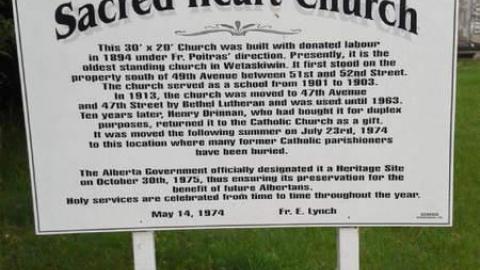 Sacred Heart Church
This 30' x 20' Church was built with donated labour
in 1894 under Fr. Poitras' direction. Presently, it is the
oldest standing church in Wetaskiwin. It first stood on the
property south of 49th Avenue between 51st and 52nd Street.
The church served as a school from 1901 to 1903.
In 1913, the church was moved to 47th Avenue
and 47th Street by Bethel Lutheran and was used until 1963.
Ten years later, Henry Driman, who had bought it for duplex
purposes, returned it to the Catholic Church as a gift.
It was moved the following summer on July 23rd, 1974
to this location where many former Catholic parishioners
have been buried.
The Alberta Government officially designated it a Heritage Site
on October 30th, 1975, thus ensuring its preservation for the
benefit of future Albertans.
Holy services are celebrated from time to time throughout the year.
May 14, 1974 Fr. E. Lynch